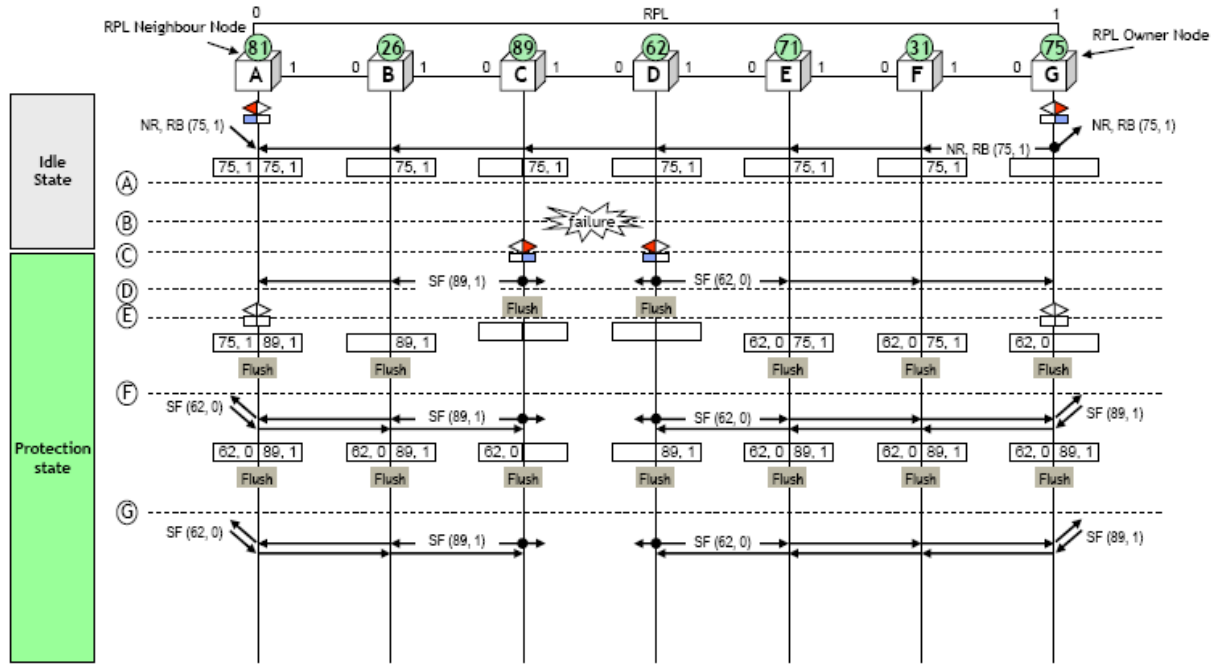 0 RPL 1
RPL Neighbour Node
RPL Owner Node
81 26 89 62 71 31 75
A 1 0 B 1 0 C 1 0 D 1 0 E 1 0 F 1 0 G
NR, RB (75, 1)
NR, RB (75, 1)
NR, RB (75, 1)
Idle
State
75, 1 75, 1 75, 1 75, 1 75, 1 75, 1 75, 1
A
B
failure
C
SF (89, 1) SF (62, 0)
D
Flush Flush
E
75, 1 89, 1 89, 1 62, 0 75, 1 62, 0 75, 1 62, 0
Flush Flush Flush Flush Flush
F
SF (62, 0) SF (89, 1) SF (62, 0) SF (89, 1)
Protection
state
62, 0 89, 1 62, 0 89, 1 62, 0 89, 1 62, 0 89, 1 62, 0 89, 1 62, 0 89, 1
Flush Flush Flush Flush Flush Flush Flush
G
SF (62, 0) SF (89, 1) SF (62, 0) SF (89, 1)